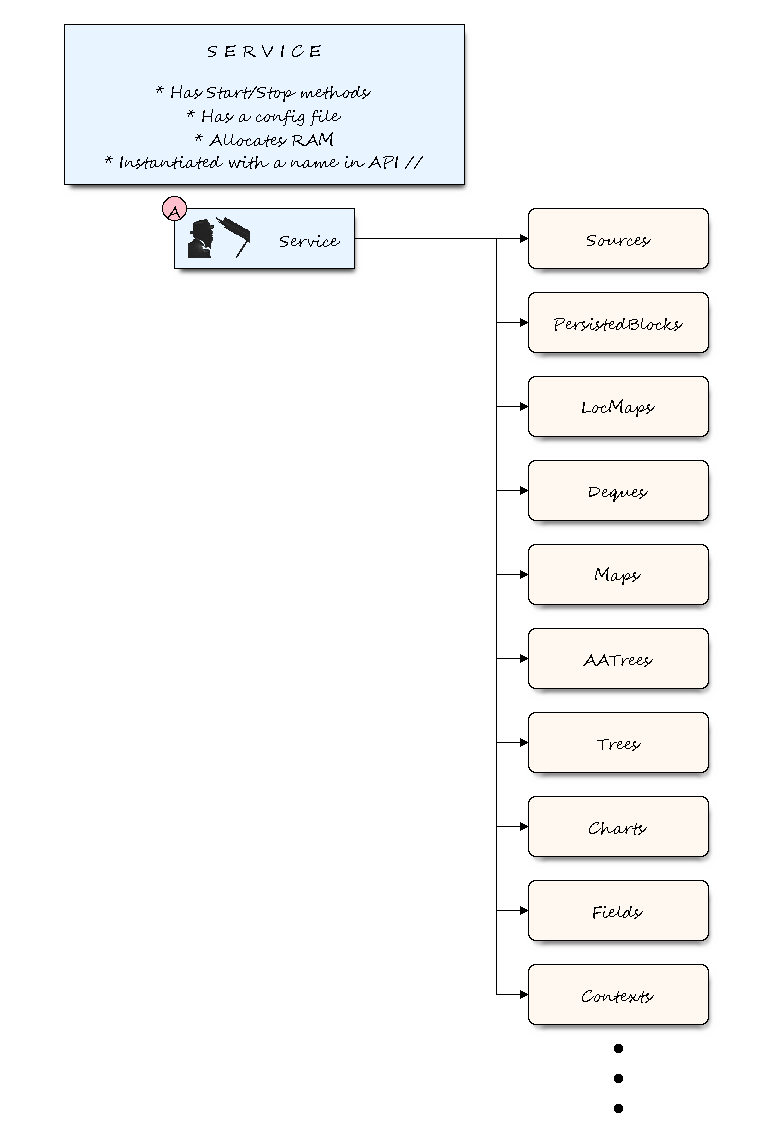 SERVICE
* Has Start/Stop methods
* Has a config file
* Allocates RAM
* Instantiated with a name in API //
A
Service
Sources
PersistedBlocks
LocMaps
Deques
Maps
AATrees
Trees
Charts
Fields
Contexts